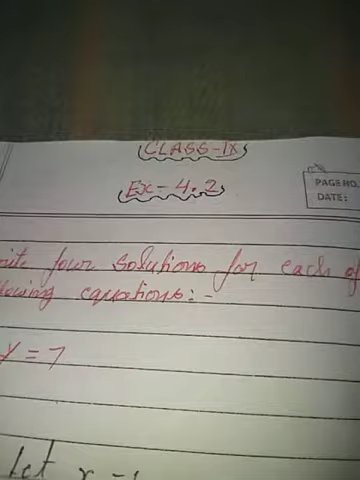 CLASS-IX
Ex-4.2
PAGE NO.
DATE:
four solutions for each of
equations:-
y = 7
Let x